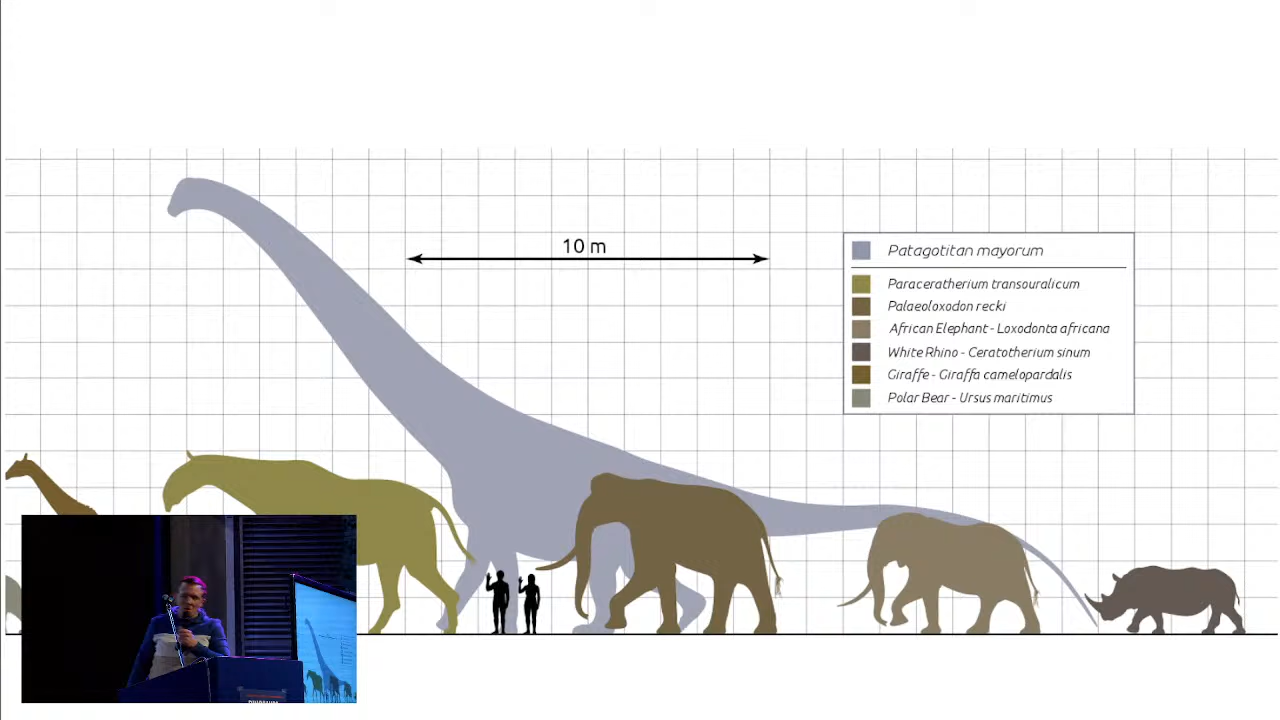 10 m
Patagotitan mayorum
Paraceratherium transouralicum
Palaeoloxodon recki
African Elephant - Loxodonta africana
White Rhino - Ceratotherium sinum
Giraffe - Giraffa camelopardalis
Polar Bear - Ursus maritimus